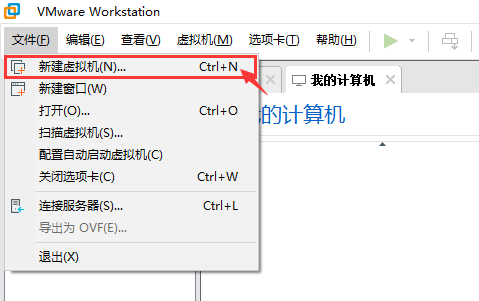 VMware Workstation
文件(F) 编辑(E) 查看(V) 虚拟机(M) 选项卡(T) 帮助(H)
新建虚拟机(N)... Ctrl+N
新建窗口(W)
打开(O)... Ctrl+O
扫描虚拟机(S)...
配置自动启动虚拟机(C)
关闭选项卡(C) Ctrl+W
连接服务器(S)... Ctrl+L
导出为 OVF(E)...
退出(X)
我的计算机
的计算机